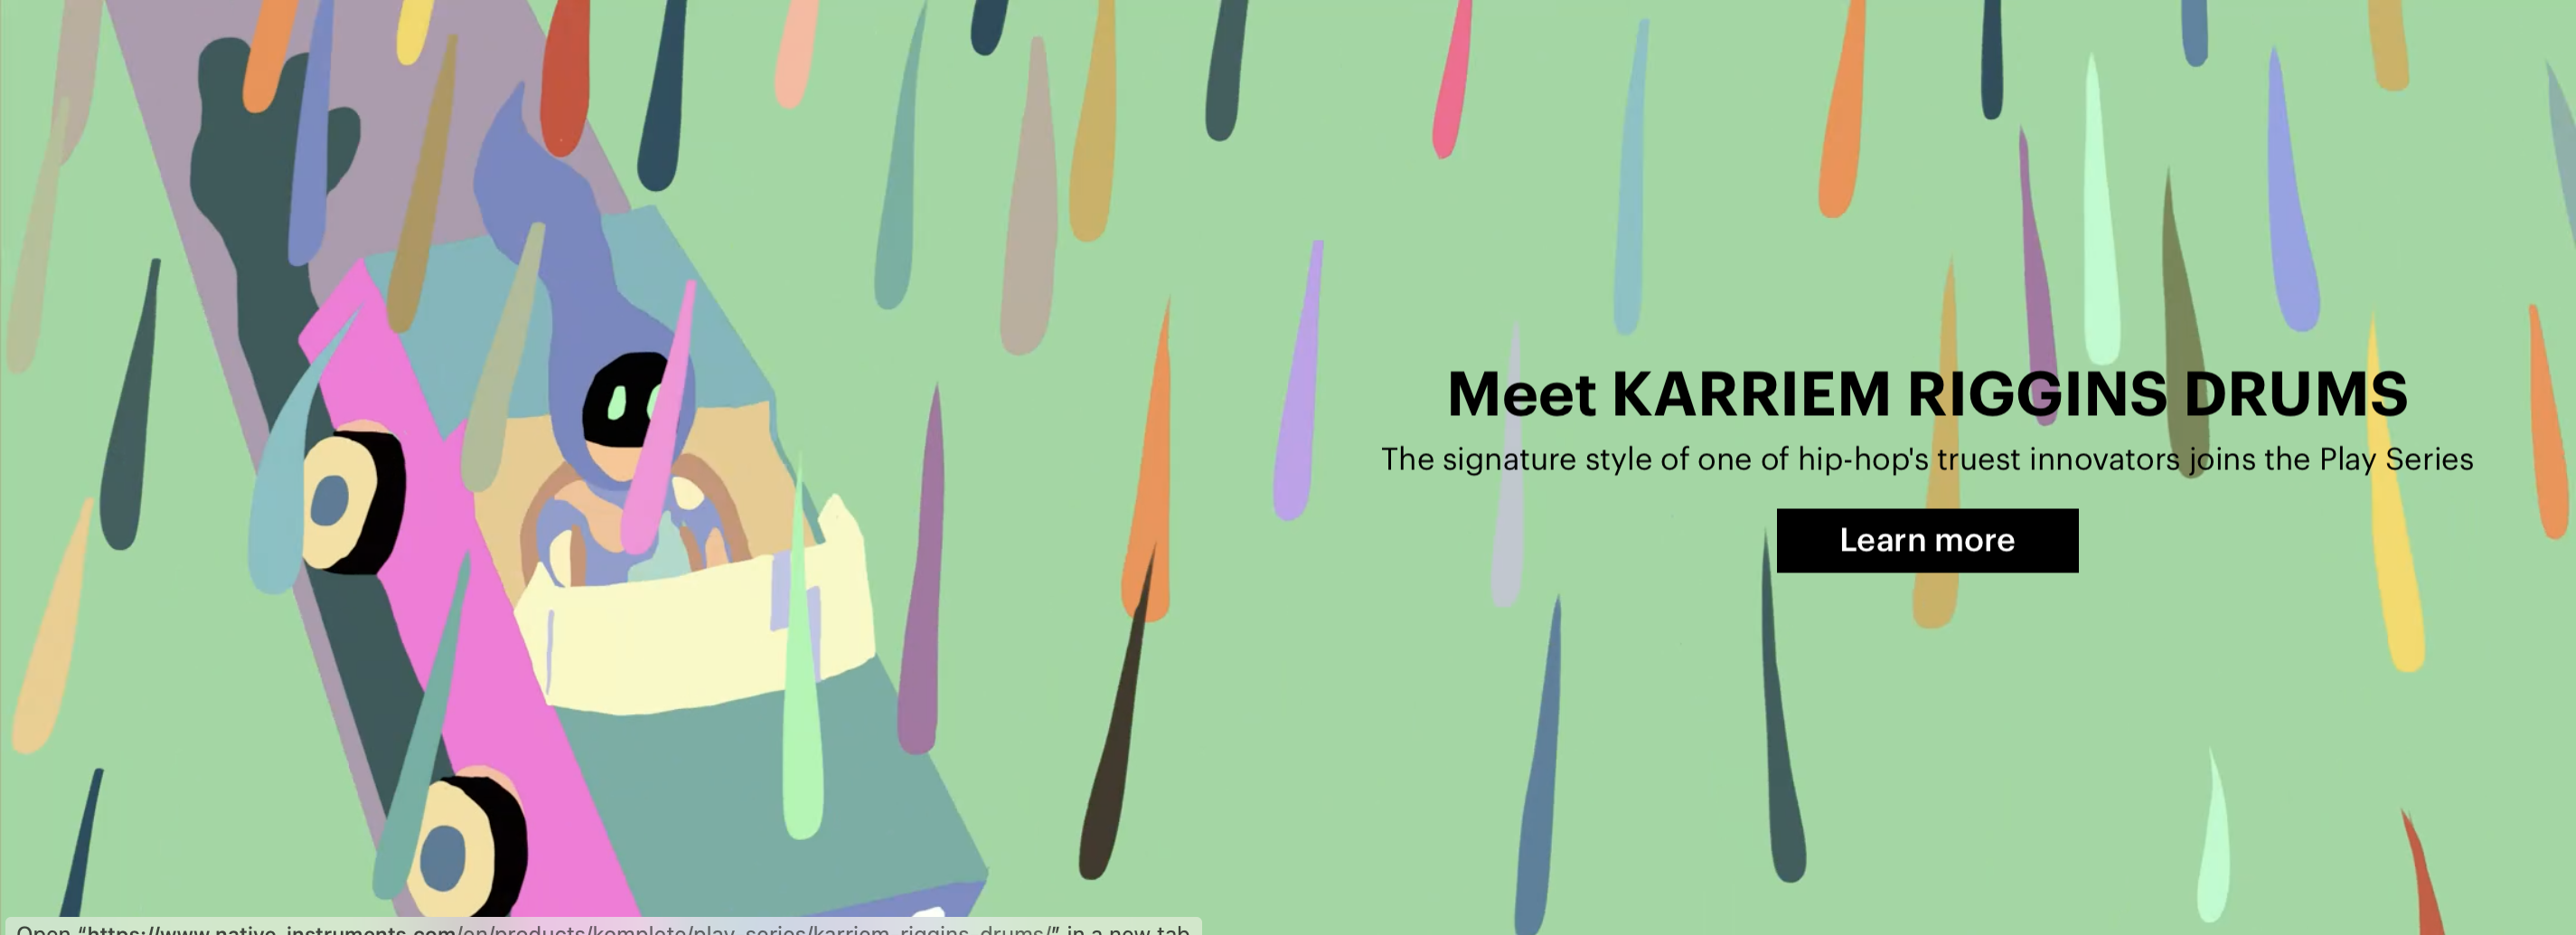 Meet KARRIEM RIGGINS DRUMS
The signature style of one of hip-hop's truest innovators joins the Play Series
Learn more
Open “https://www.native-instruments.com/en/products/komplete/play-series/karriem-riggins-drums/” in a new tab